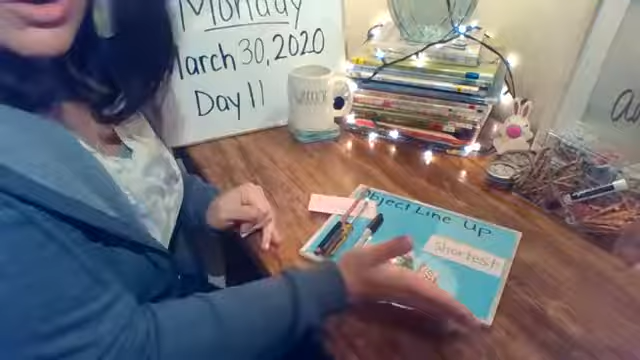 Monday
March 30, 2020
Day 11
Object Line Up
shortest